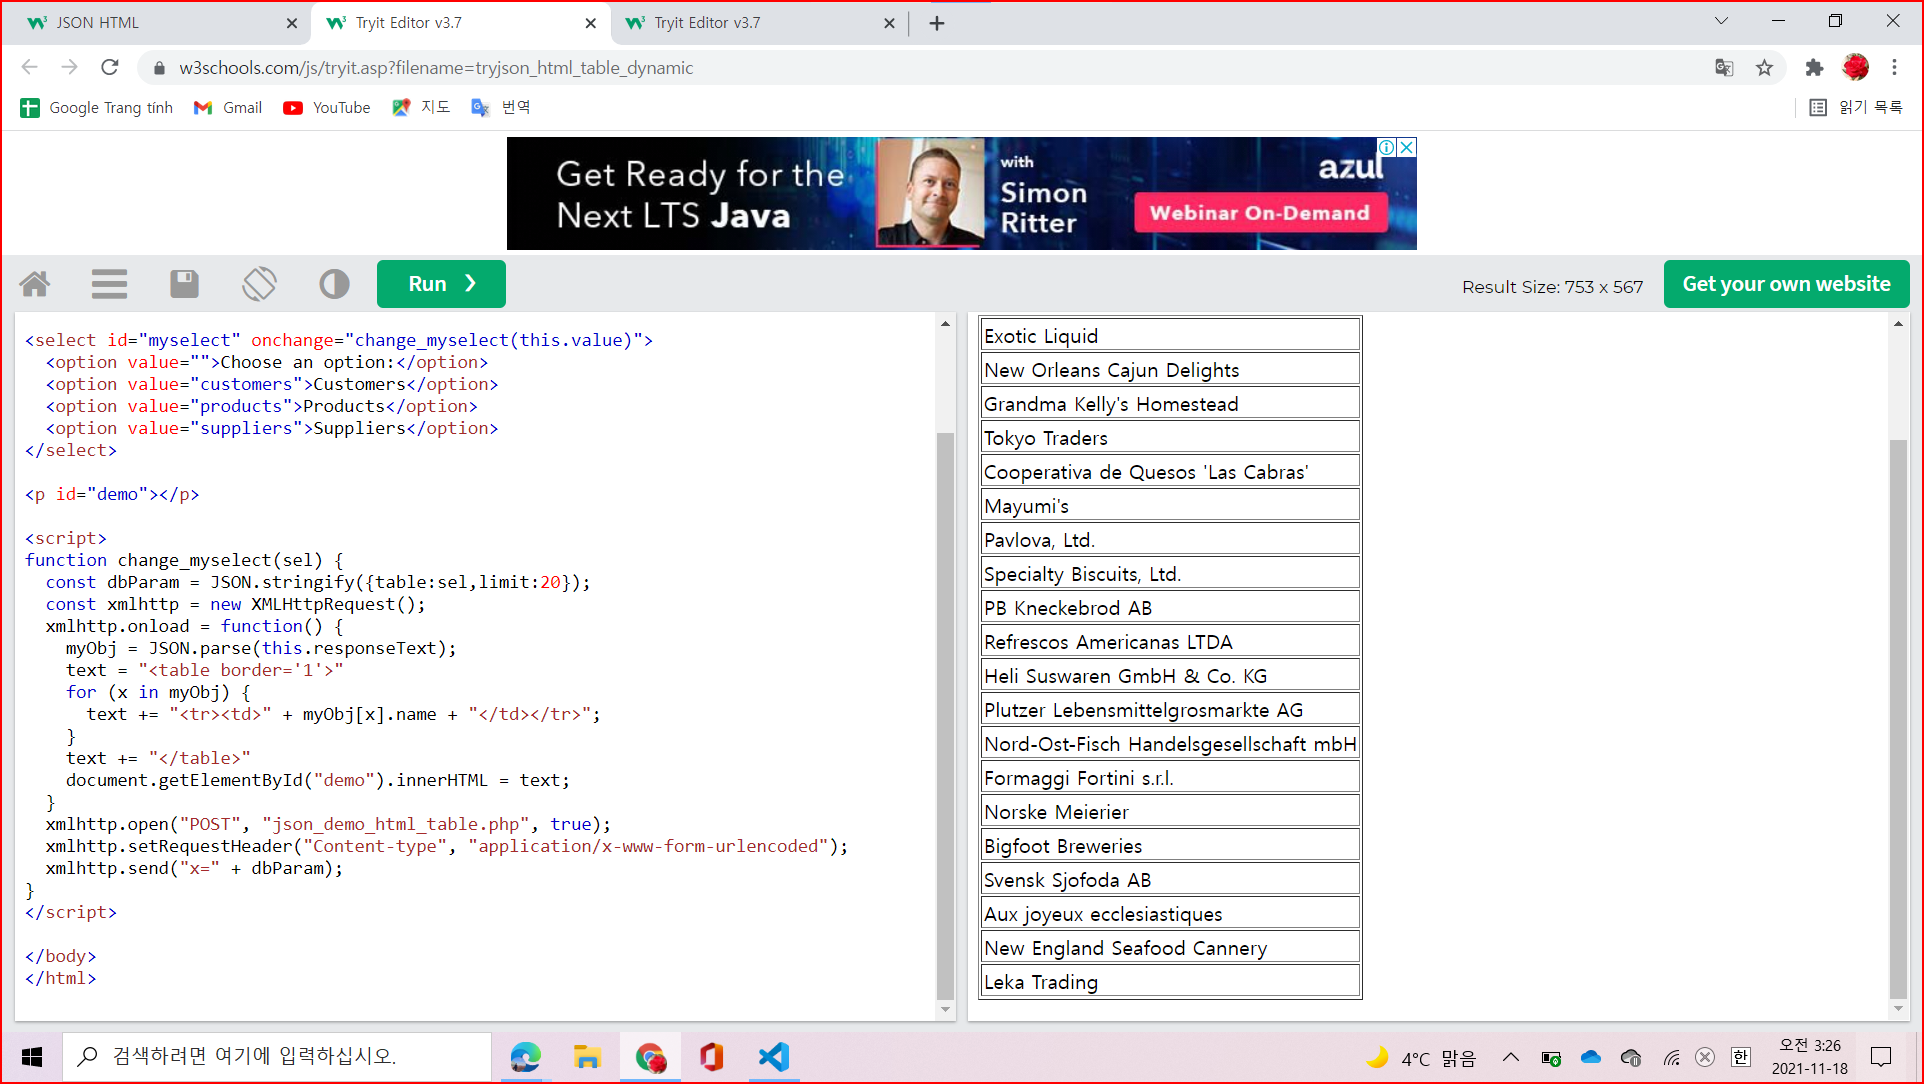 JSON HTML
Tryit Editor v3.7
Tryit Editor v3.7
w3schools.com/js/tryit.asp?filename=tryjson_html_table_dynamic
Google Trang tính
Gmail
YouTube
지도
번역
읽기 목록
Get Ready for the
Next LTS Java
with
Simon
Ritter
azul
Webinar On-Demand
Run ❯
Result Size: 753 x 567
Get your own website
<select id="myselect" onchange="change_myselect(this.value)">
  <option value="">Choose an option:</option>
  <option value="customers">Customers</option>
  <option value="products">Products</option>
  <option value="suppliers">Suppliers</option>
</select>
<p id="demo"></p>
<script>
function change_myselect(sel) {
  const dbParam = JSON.stringify({table:sel,limit:20});
  const xmlhttp = new XMLHttpRequest();
  xmlhttp.onload = function() {
    myObj = JSON.parse(this.responseText);
    text = "<table border='1'>"
    for (x in myObj) {
      text += "<tr><td>" + myObj[x].name + "</td></tr>";
    }
    text += "</table>"
    document.getElementById("demo").innerHTML = text;
  }
  xmlhttp.open("POST", "json_demo_html_table.php", true);
  xmlhttp.setRequestHeader("Content-type", "application/x-www-form-urlencoded");
  xmlhttp.send("x=" + dbParam);
}
</script>
</body>
</html>
Exotic Liquid
New Orleans Cajun Delights
Grandma Kelly's Homestead
Tokyo Traders
Cooperativa de Quesos 'Las Cabras'
Mayumi's
Pavlova, Ltd.
Specialty Biscuits, Ltd.
PB Kneckebrod AB
Refrescos Americanas LTDA
Heli Suswaren GmbH & Co. KG
Plutzer Lebensmittelgrosmarkte AG
Nord-Ost-Fisch Handelsgesellschaft mbH
Formaggi Fortini s.r.l.
Norske Meierier
Bigfoot Breweries
Svensk Sjofoda AB
Aux joyeux ecclesiastiques
New England Seafood Cannery
Leka Trading
검색하려면 여기에 입력하십시오.
4°C 맑음
한
오전 3:26
2021-11-18